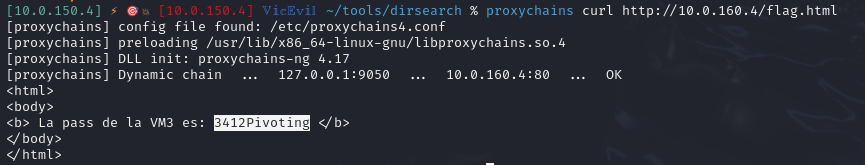 [10.0.150.4] ⚡ 🎯💥 [10.0.150.4] VicEvil ~/tools/dirsearch % proxychains curl http://10.0.160.4/flag.html
[proxychains] config file found: /etc/proxychains4.conf
[proxychains] preloading /usr/lib/x86_64-linux-gnu/libproxychains.so.4
[proxychains] DLL init: proxychains-ng 4.17
[proxychains] Dynamic chain  ...  127.0.0.1:9050  ...  10.0.160.4:80  ...  OK
<html>
<body>
<b> La pass de la VM3 es: 3412Pivoting </b>
</body>
</html>